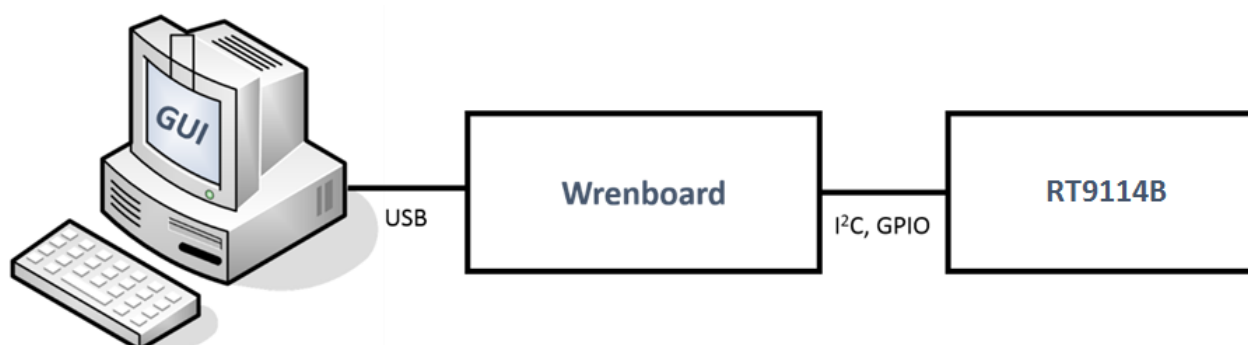 GUI
USB
Wrenboard
I²C, GPIO
RT9114B